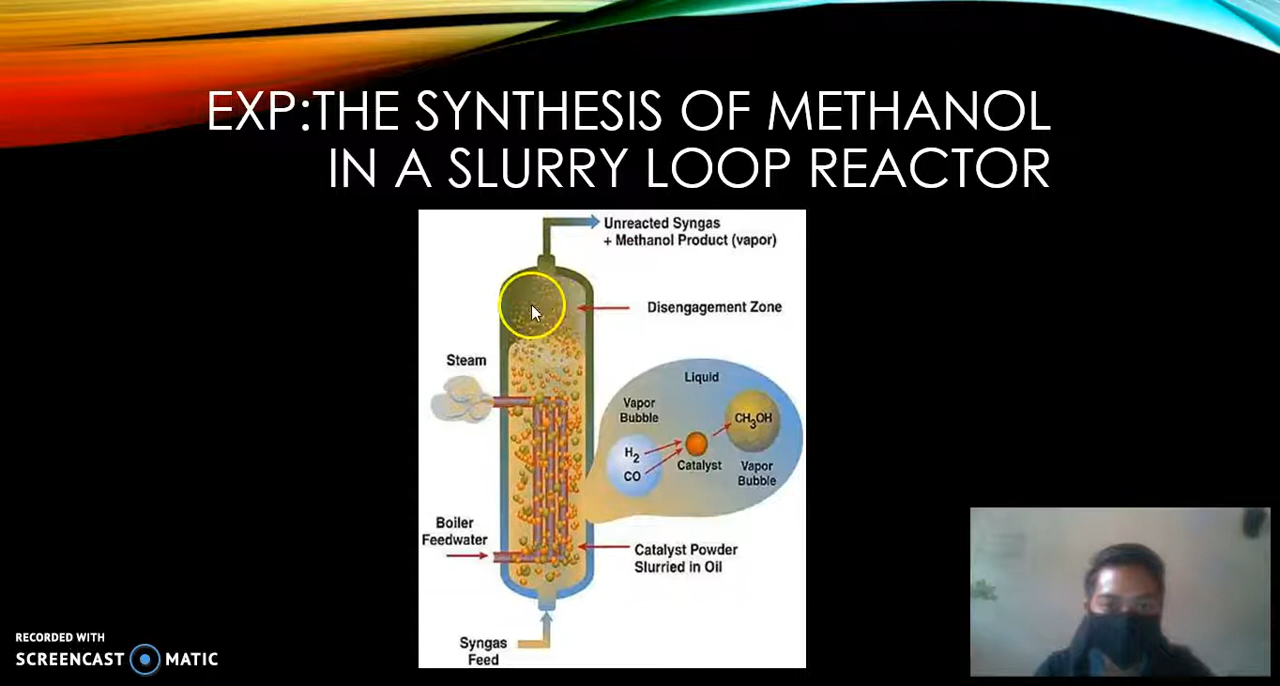 EXP:THE SYNTHESIS OF METHANOL
IN A SLURRY LOOP REACTOR
Unreacted Syngas
+ Methanol Product (vapor)
Disengagement Zone
Steam
Liquid
Vapor
Bubble
CH₃OH
H₂
CO
Catalyst
Vapor
Bubble
Boiler
Feedwater
Catalyst Powder
Slurried in Oil
Syngas
Feed
RECORDED WITH
SCREENCAST MATIC